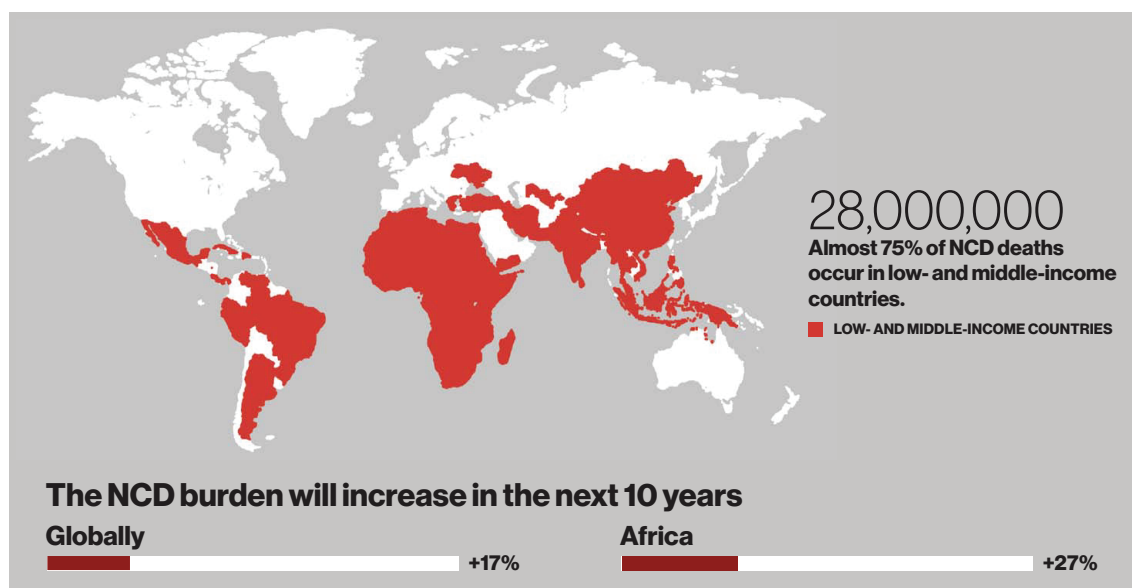 28,000,000
Almost 75% of NCD deaths
occur in low- and middle-income
countries.
LOW- AND MIDDLE-INCOME COUNTRIES
The NCD burden will increase in the next 10 years
Globally
+17%
Africa
+27%